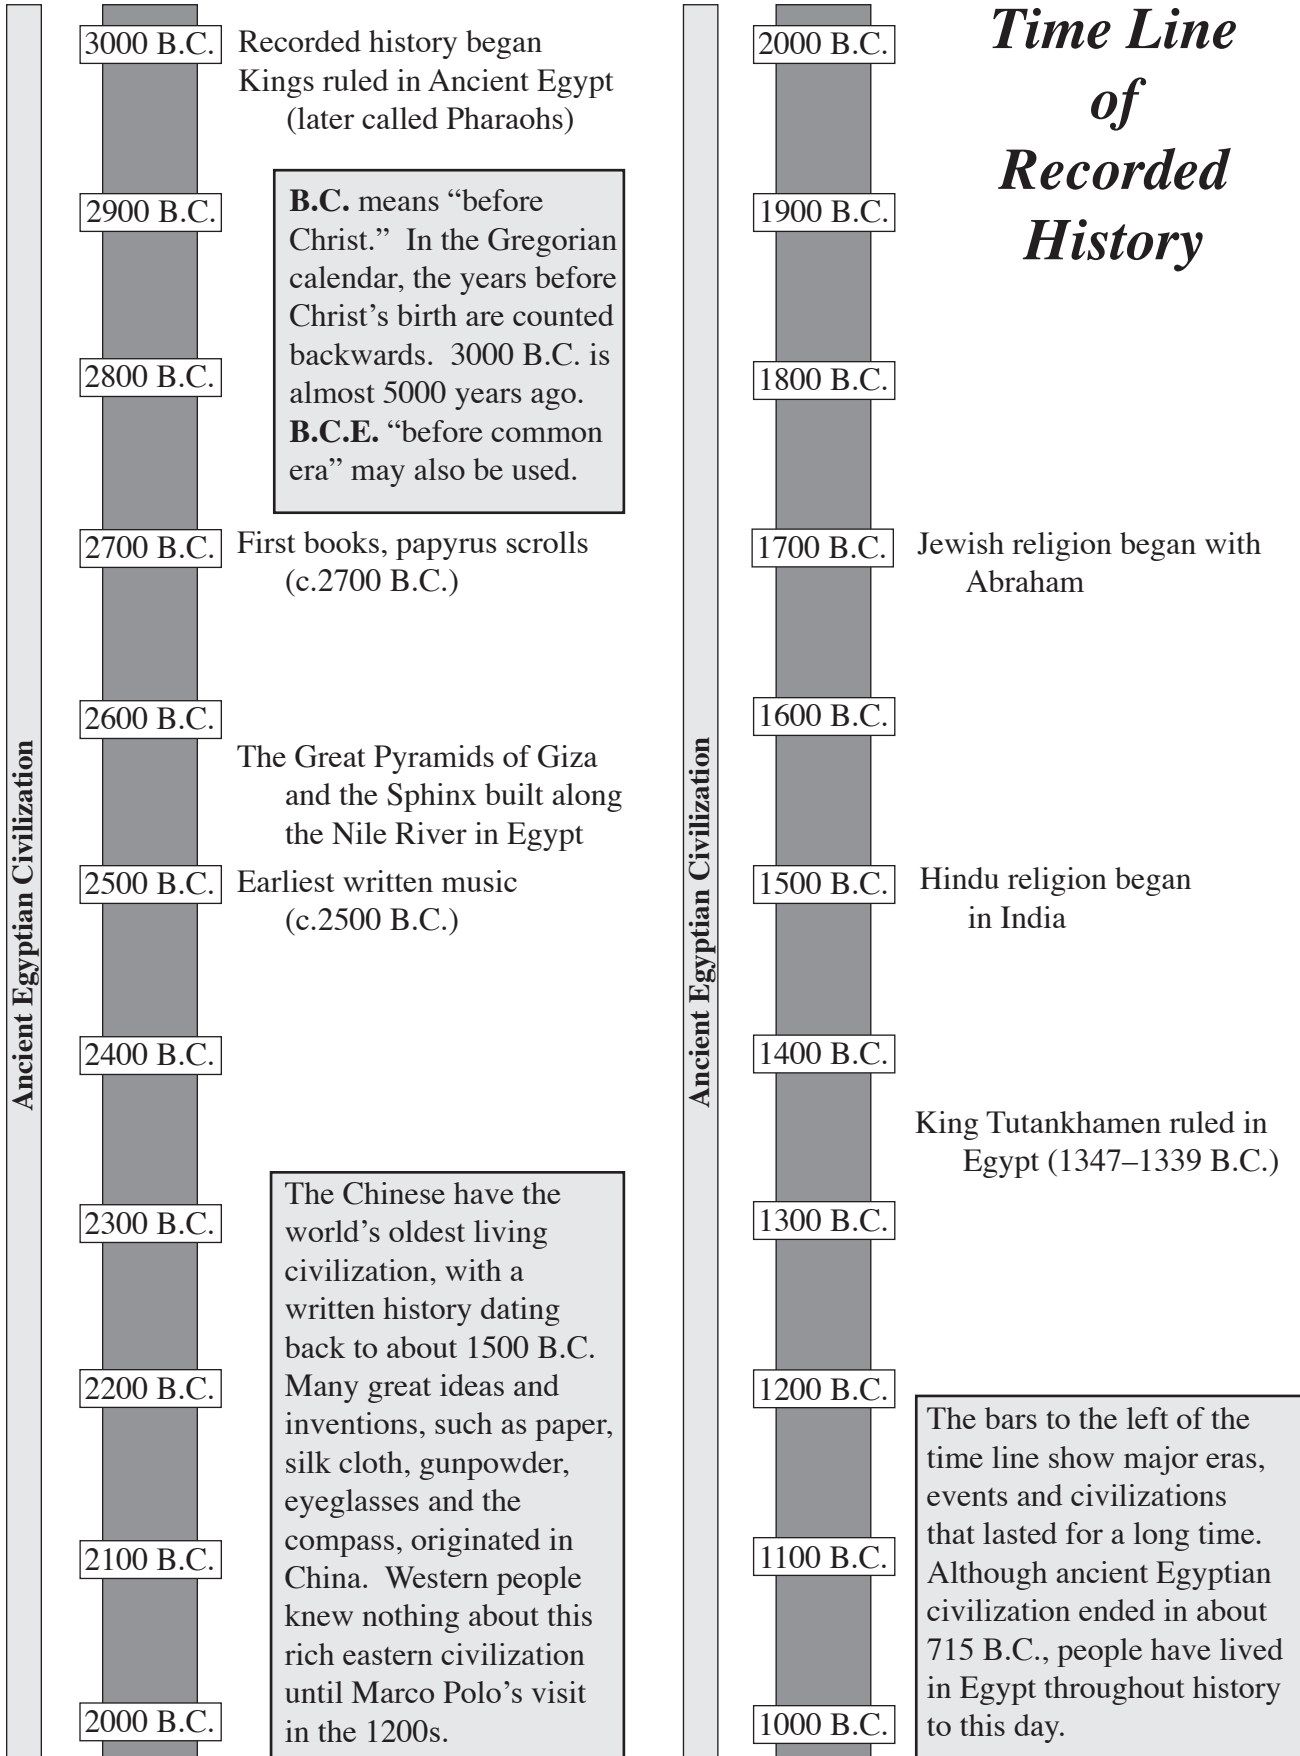 Ancient Egyptian Civilization
3000 B.C.
Recorded history began
Kings ruled in Ancient Egypt
(later called Pharaohs)
2900 B.C.
B.C. means “before
Christ.”  In the Gregorian
calendar, the years before
Christ’s birth are counted
backwards.  3000 B.C. is
almost 5000 years ago.
B.C.E. “before common
era” may also be used.
2800 B.C.
2700 B.C.
First books, papyrus scrolls
(c.2700 B.C.)
2600 B.C.
The Great Pyramids of Giza
and the Sphinx built along
the Nile River in Egypt
2500 B.C.
Earliest written music
(c.2500 B.C.)
2400 B.C.
2300 B.C.
The Chinese have the
world’s oldest living
civilization, with a
written history dating
back to about 1500 B.C.
Many great ideas and
inventions, such as paper,
silk cloth, gunpowder,
eyeglasses and the
compass, originated in
China.  Western people
knew nothing about this
rich eastern civilization
until Marco Polo’s visit
in the 1200s.
2200 B.C.
2100 B.C.
2000 B.C.
Time Line
of
Recorded
History
Ancient Egyptian Civilization
2000 B.C.
1900 B.C.
1800 B.C.
1700 B.C.
Jewish religion began with
Abraham
1600 B.C.
1500 B.C.
Hindu religion began
in India
1400 B.C.
King Tutankhamen ruled in
Egypt (1347–1339 B.C.)
1300 B.C.
1200 B.C.
The bars to the left of the
time line show major eras,
events and civilizations
that lasted for a long time.
Although ancient Egyptian
civilization ended in about
715 B.C., people have lived
in Egypt throughout history
to this day.
1100 B.C.
1000 B.C.